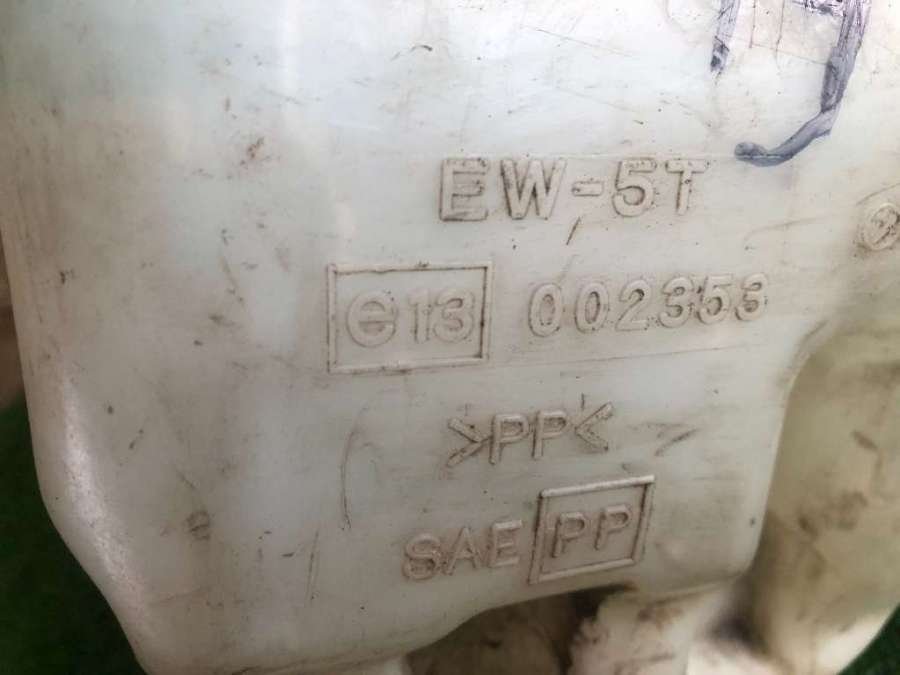 EW-5T
e13 002353
>PP<
SAE PP